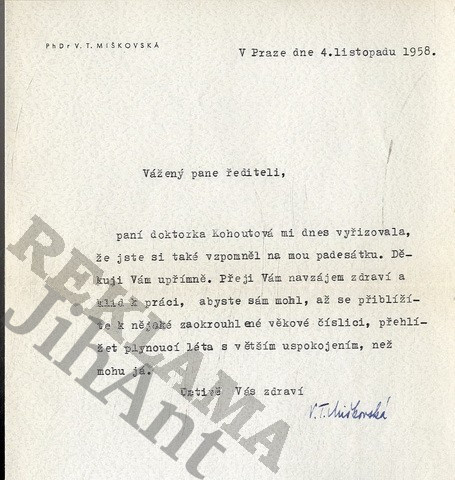 PhDr V. T. MIŠKOVSKÁ
V Praze dne 4.listopadu 1958.
Vážený pane řediteli,
paní doktorka Kohoutová mi dnes vyřizovala,
že jste si také vzpomněl na mou padesátku. Dě-
kuji Vám upřímně. Přeji Vám navzájem zdraví a
klid k práci, abyste sám mohl, až se přiblíží-
te k nějaké zaokrouhlené věkové číslici, přehlí-
žet plynoucí léta s větším uspokojením, než
mohu já.
Uctivě Vás zdraví
V.T.Miškovská
REKLAMA
JihAnt